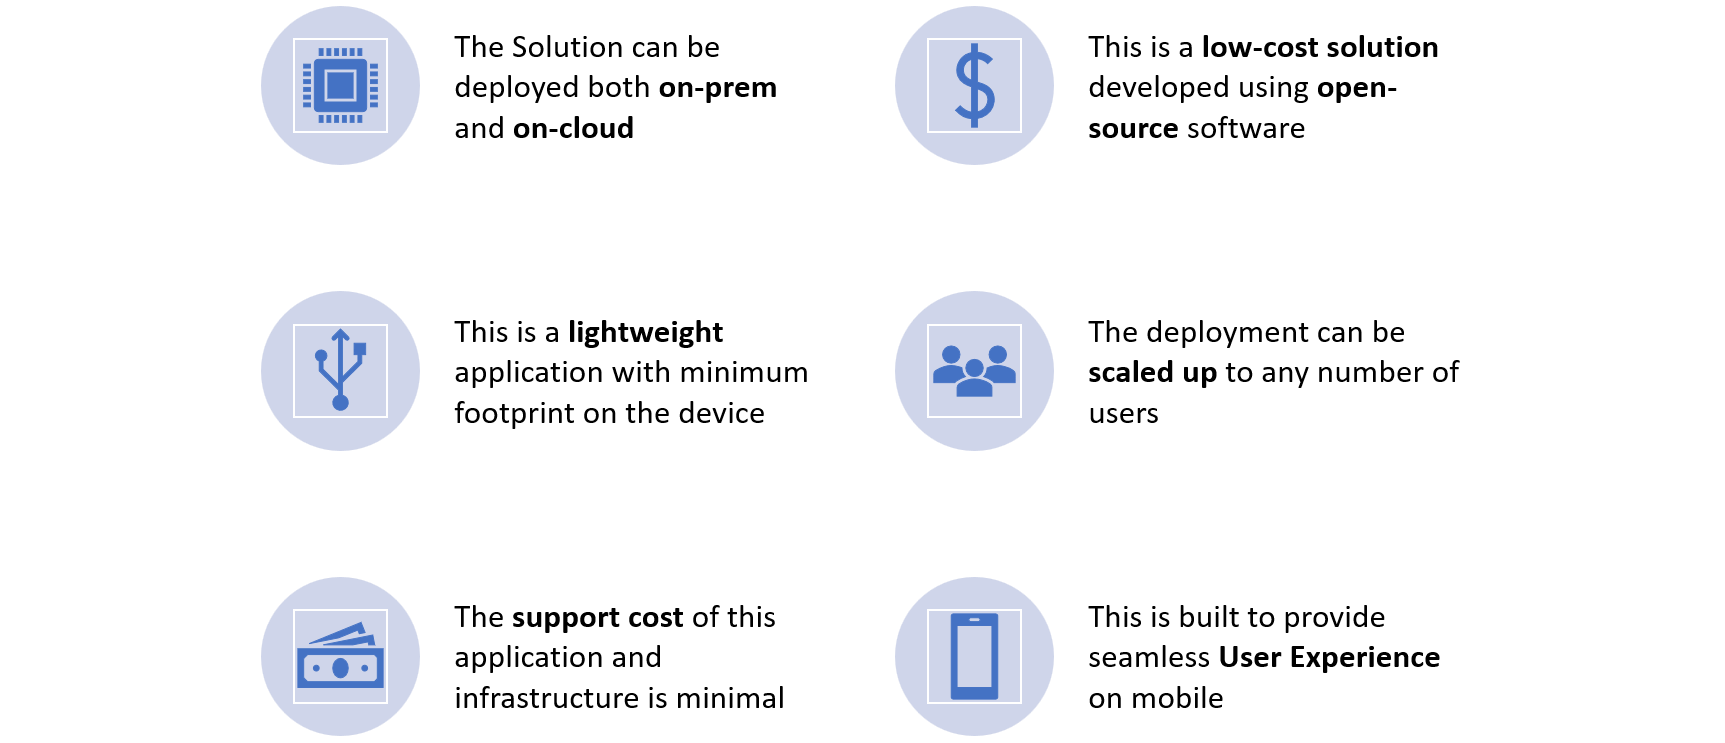 The Solution can be
deployed both on-prem
and on-cloud
This is a low-cost solution
developed using open-
source software
This is a lightweight
application with minimum
footprint on the device
The deployment can be
scaled up to any number of
users
The support cost of this
application and
infrastructure is minimal
This is built to provide
seamless User Experience
on mobile